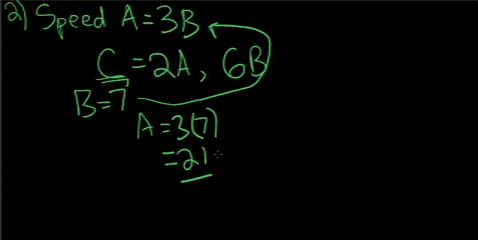 2) Speed A=3B
C=2A, 6B
B=7
A=3(7)
=21